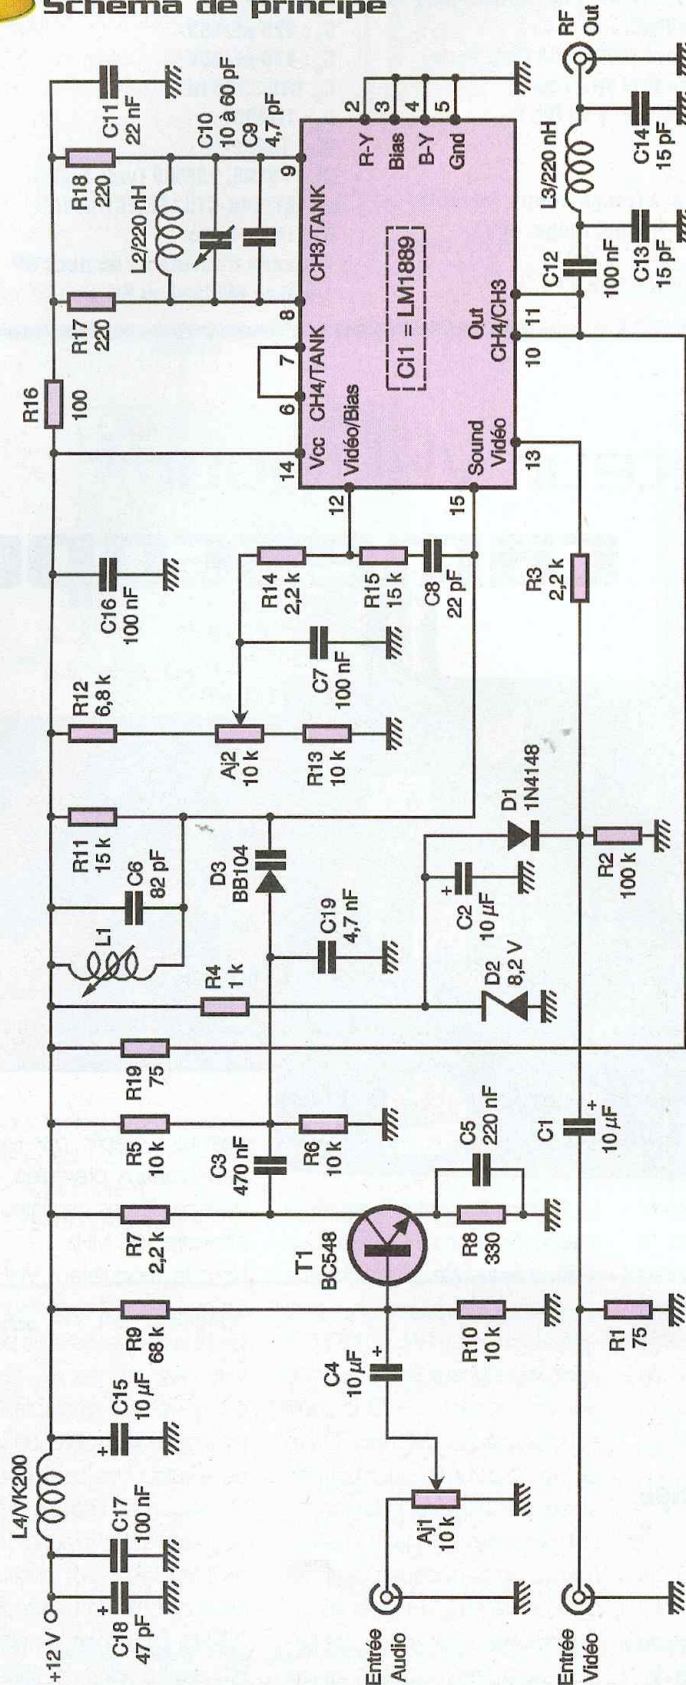 Schéma de principe
+12 V
L4/VK200
C18
47 pF
C17
100 nF
C15
10 µF
R9
68 k
R7
2,2 k
R5
10 k
R19
75
R4
1 k
L1
C6
82 pF
R11
15 k
R12
6,8 k
C16
100 nF
R16
100
R17
220
R18
220
C11
22 nF
L2/220 nH
C10
10 à 60 pF
C9
4,7 pF
C3
470 nF
R6
10 k
C19
4,7 nF
D3
BB104
Aj2
10 k
R13
10 k
C7
100 nF
R14
2,2 k
R15
15 k
C8
22 pF
14
6
7
8
9
Vcc
CH4/TANK
CH3/TANK
12
Vidéo/Bias
CI1 = LM1889
2
3
4
5
R-Y
Bias
B-Y
Gnd
15
Sound
Vidéo
13
Out
CH4/CH3
10
11
Entrée
Audio
Aj1
10 k
C4
10 µF
+
T1
BC548
R10
10 k
R8
330
C5
220 nF
D2
8,2 V
C2
10 µF
+
D1
1N4148
R3
2,2 k
C12
100 nF
L3/220 nH
RF
Out
C13
15 pF
C14
15 pF
Entrée
Vidéo
R1
75
C1
10 µF
+
R2
100 k